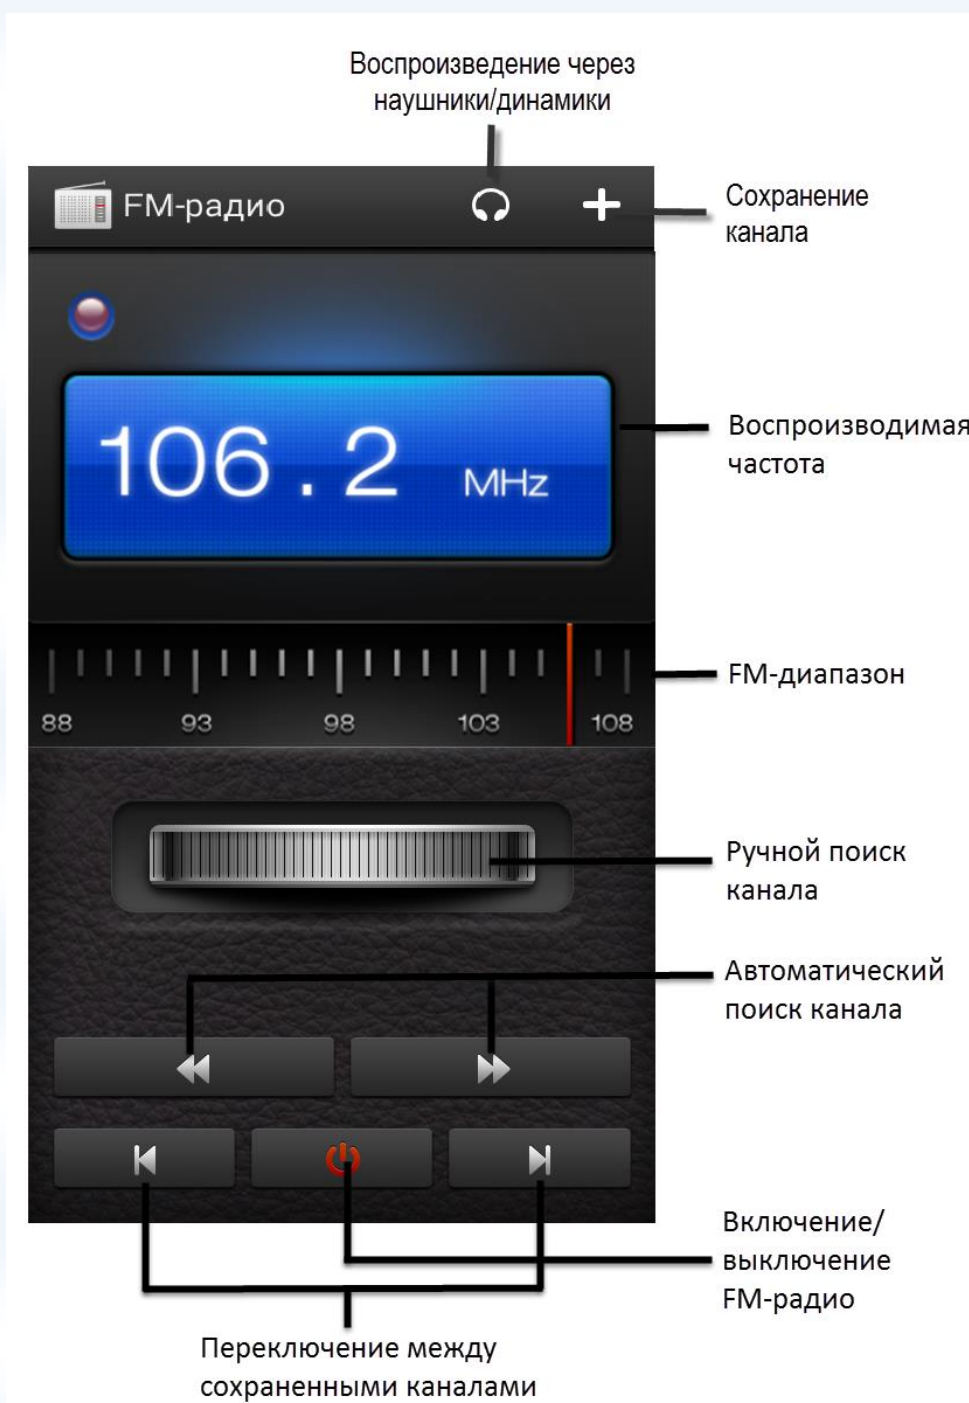 Воспроизведение через
наушники/динамики
FM-радио
Сохранение
канала
106.2 MHz
Воспроизводимая
частота
88 93 98 103 108
FM-диапазон
Ручной поиск
канала
Автоматический
поиск канала
Включение/
выключение
FM-радио
Переключение между
сохраненными каналами